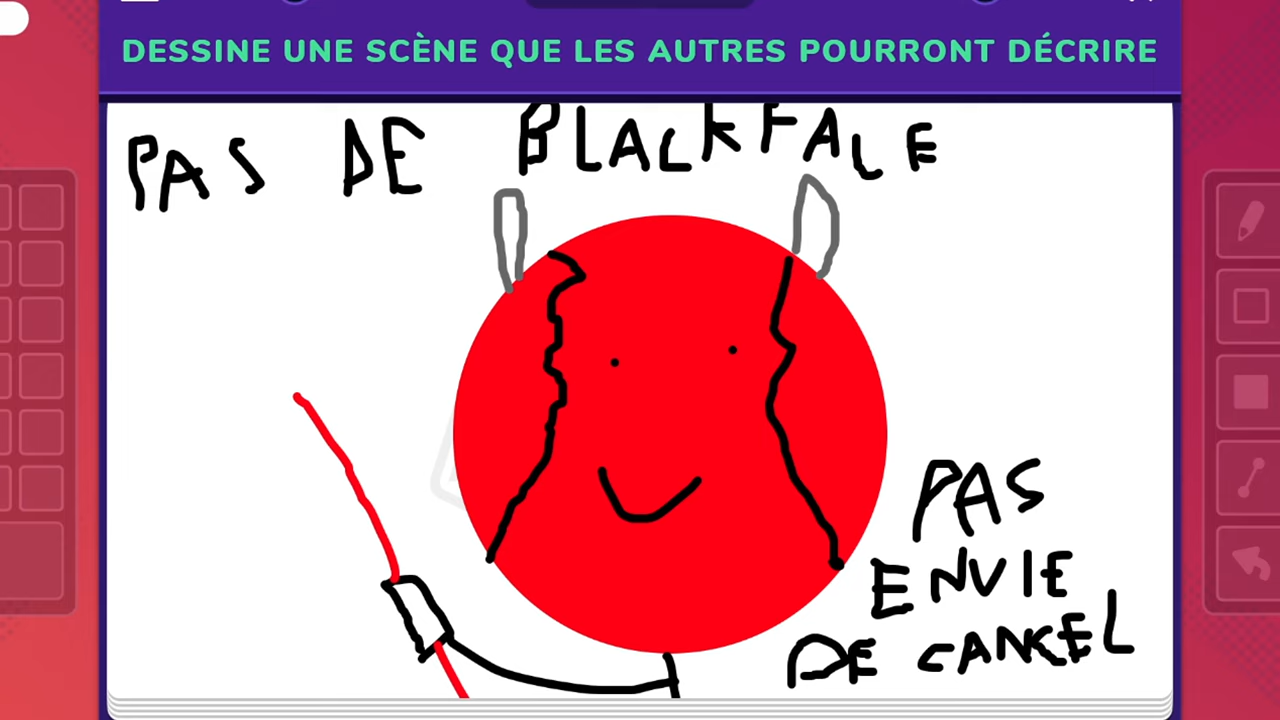 DESSINE UNE SCÈNE QUE LES AUTRES POURRONT DÉCRIRE
PAS DE BLACKFALE
PAS
ENVIE
DE CANCEL